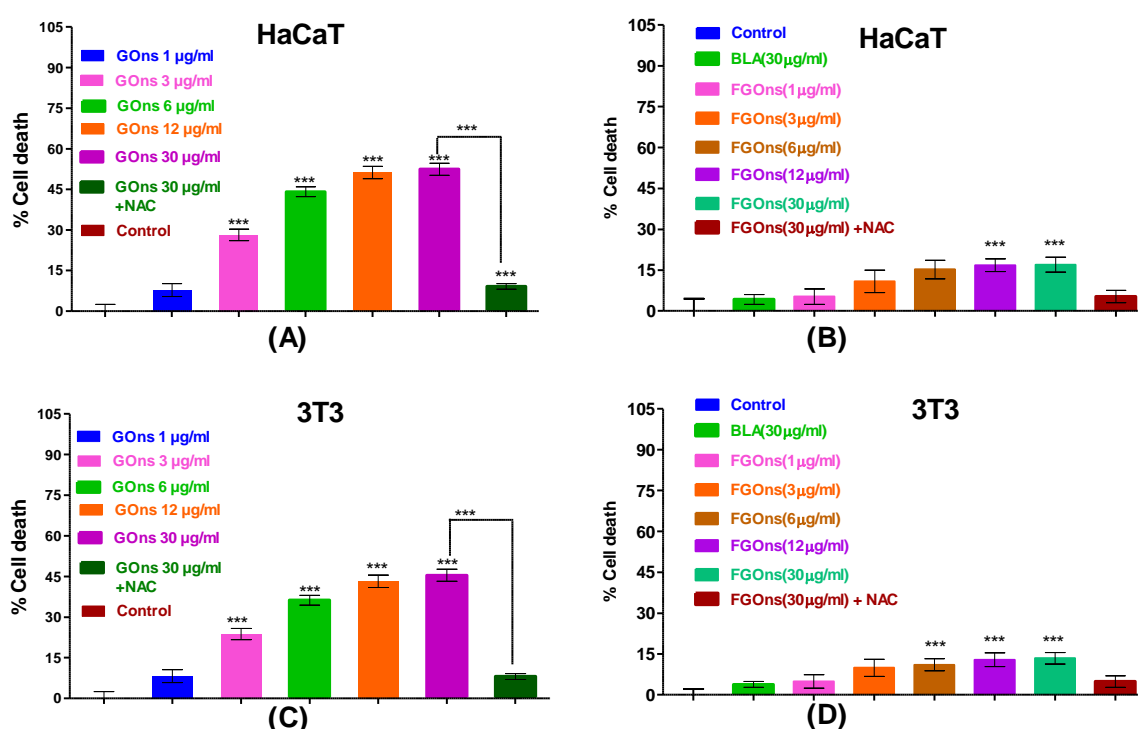 HaCaT
% Cell death
105
90
75
60
45
30
15
0
GOns 1 µg/ml
GOns 3 µg/ml
GOns 6 µg/ml
GOns 12 µg/ml
GOns 30 µg/ml
GOns 30 µg/ml
+NAC
Control
***
***
***
***
***
***
(A)
HaCaT
% Cell death
105
90
75
60
45
30
15
0
Control
BLA(30µg/ml)
FGOns(1µg/ml)
FGOns(3µg/ml)
FGOns(6µg/ml)
FGOns(12µg/ml)
FGOns(30µg/ml)
FGOns(30µg/ml) +NAC
***
***
(B)
3T3
% Cell death
105
90
75
60
45
30
15
0
GOns 1 µg/ml
GOns 3 µg/ml
GOns 6 µg/ml
GOns 12 µg/ml
GOns 30 µg/ml
GOns 30 µg/ml
+NAC
Control
***
***
***
***
***
(C)
3T3
% Cell death
105
90
75
60
45
30
15
0
Control
BLA(30µg/ml)
FGOns(1µg/ml)
FGOns(3µg/ml)
FGOns(6µg/ml)
FGOns(12µg/ml)
FGOns(30µg/ml)
FGOns(30µg/ml) + NAC
***
***
***
(D)